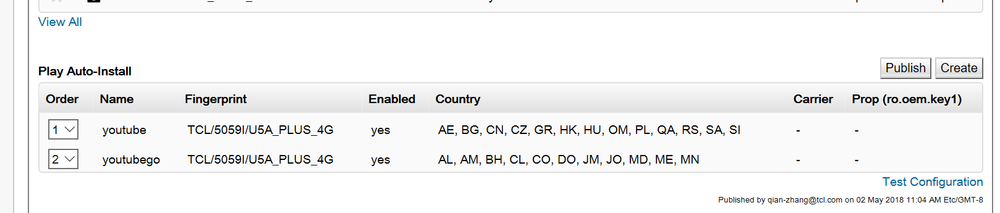 View All
Play Auto-Install
Publish Create
Order Name Fingerprint Enabled Country Carrier Prop (ro.oem.key1)
1 youtube TCL/5059I/U5A_PLUS_4G yes AE, BG, CN, CZ, GR, HK, HU, OM, PL, QA, RS, SA, SI - -
2 youtubego TCL/5059I/U5A_PLUS_4G yes AL, AM, BH, CL, CO, DO, JM, JO, MD, ME, MN - -
Test Configuration
Published by qian-zhang@tcl.com on 02 May 2018 11:04 AM Etc/GMT-8